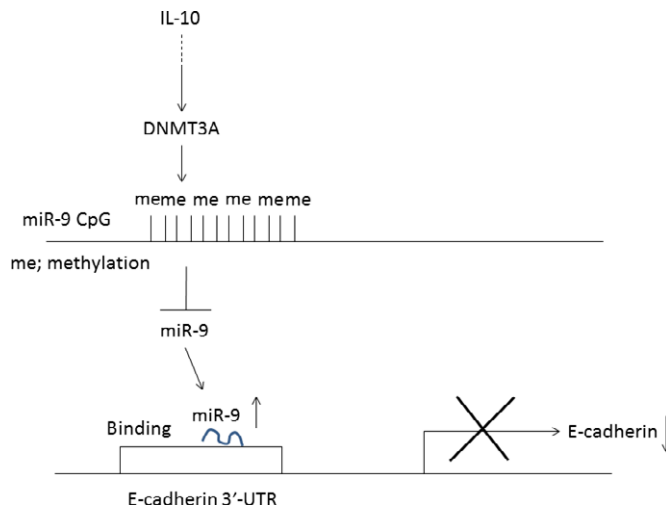 IL-10
DNMT3A
meme me me meme
miR-9 CpG
me; methylation
miR-9
miR-9
Binding
E-cadherin
E-cadherin 3’-UTR